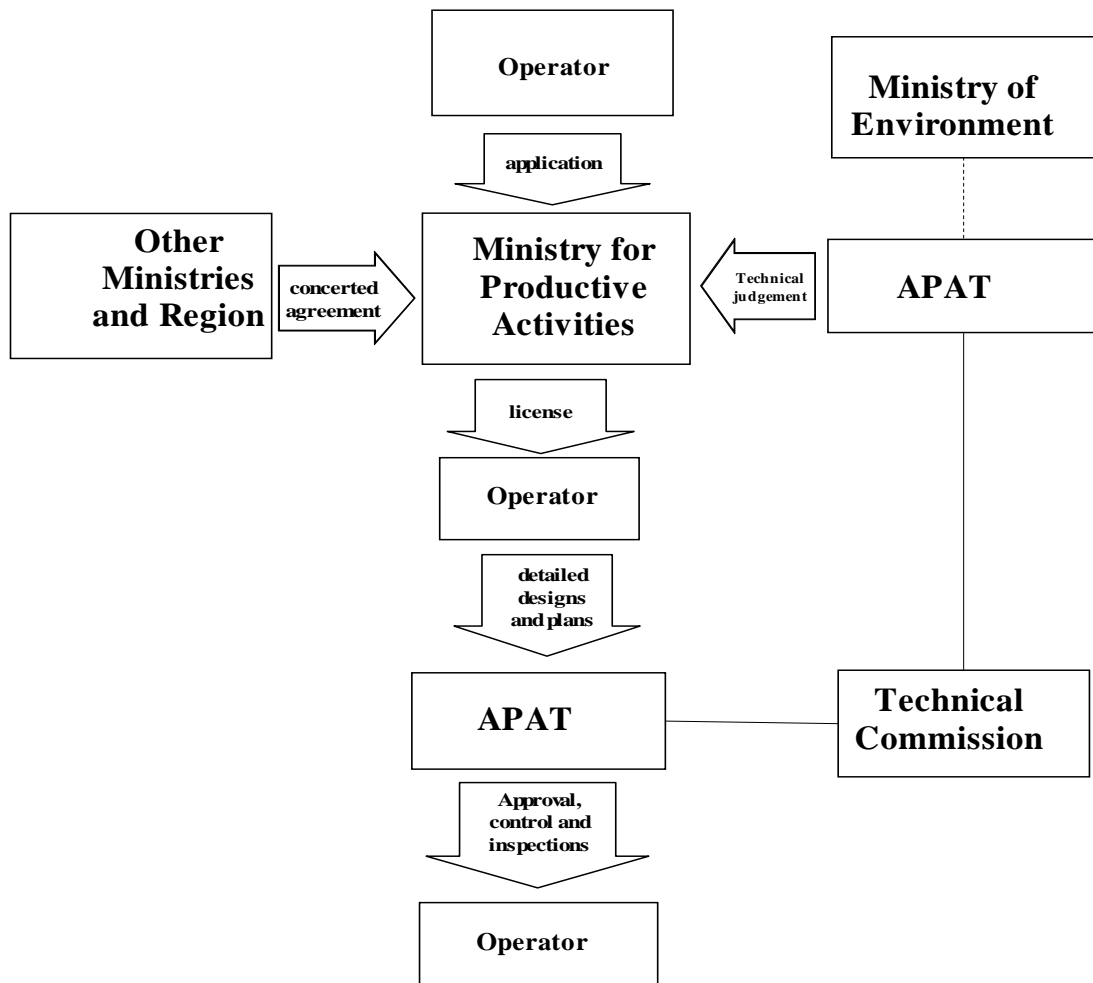 Operator
Ministry of
Environment
application
Other
Ministries
and Region
concerted
agreement
Ministry for
Productive
Activities
Technical
judgement
APAT
license
Operator
detailed
designs
and plans
APAT
Technical
Commission
Approval,
control and
inspections
Operator